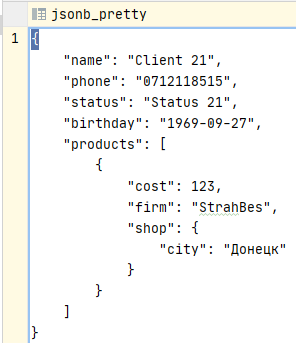 jsonb_pretty
1 {
"name": "Client 21",
"phone": "0712118515",
"status": "Status 21",
"birthday": "1969-09-27",
"products": [
{
"cost": 123,
"firm": "StrahBes",
"shop": {
"city": "Донецк"
}
}
]
}